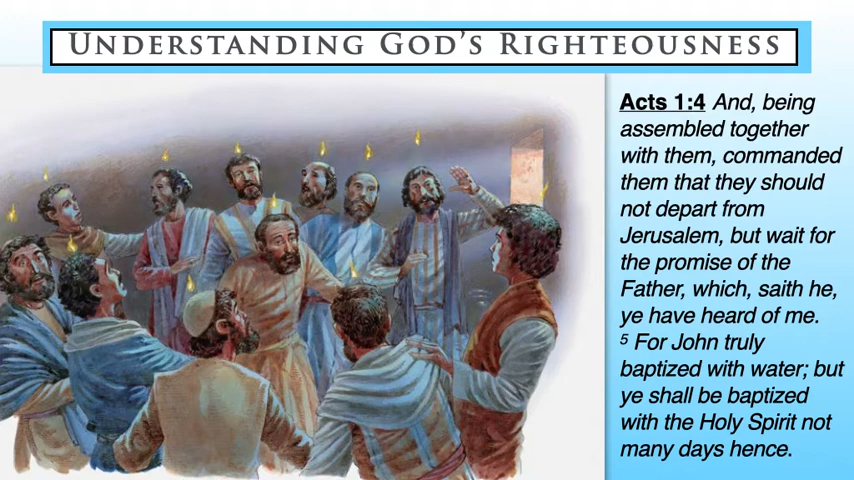 Understanding God's Righteousness
Acts 1:4 And, being
assembled together
with them, commanded
them that they should
not depart from
Jerusalem, but wait for
the promise of the
Father, which, saith he,
ye have heard of me.
5 For John truly
baptized with water; but
ye shall be baptized
with the Holy Spirit not
many days hence.